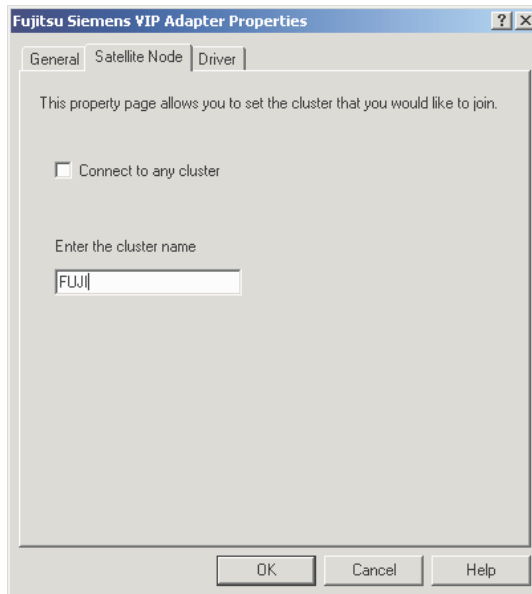 Fujitsu Siemens VIP Adapter Properties
General Satellite Node Driver
This property page allows you to set the cluster that you would like to join.
Connect to any cluster
Enter the cluster name
FUJI
OK Cancel Help